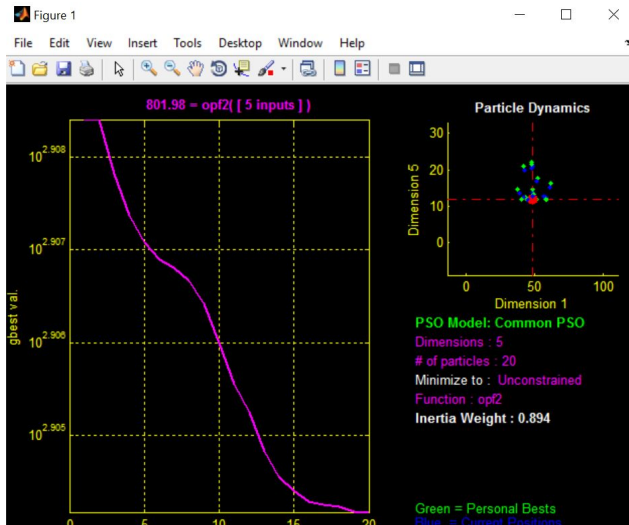 Figure 1
File Edit View Insert Tools Desktop Window Help
801.98 = opf2( [ 5 inputs ] )
10^2.908
10^2.907
10^2.906
10^2.905
gbest val.
0 5 10 15 20
Particle Dynamics
30
20
10
0
Dimension 5
0 50 100
Dimension 1
PSO Model: Common PSO
Dimensions : 5
# of particles : 20
Minimize to : Unconstrained
Function : opf2
Inertia Weight : 0.894
Green = Personal Bests
Blue = Current Positions